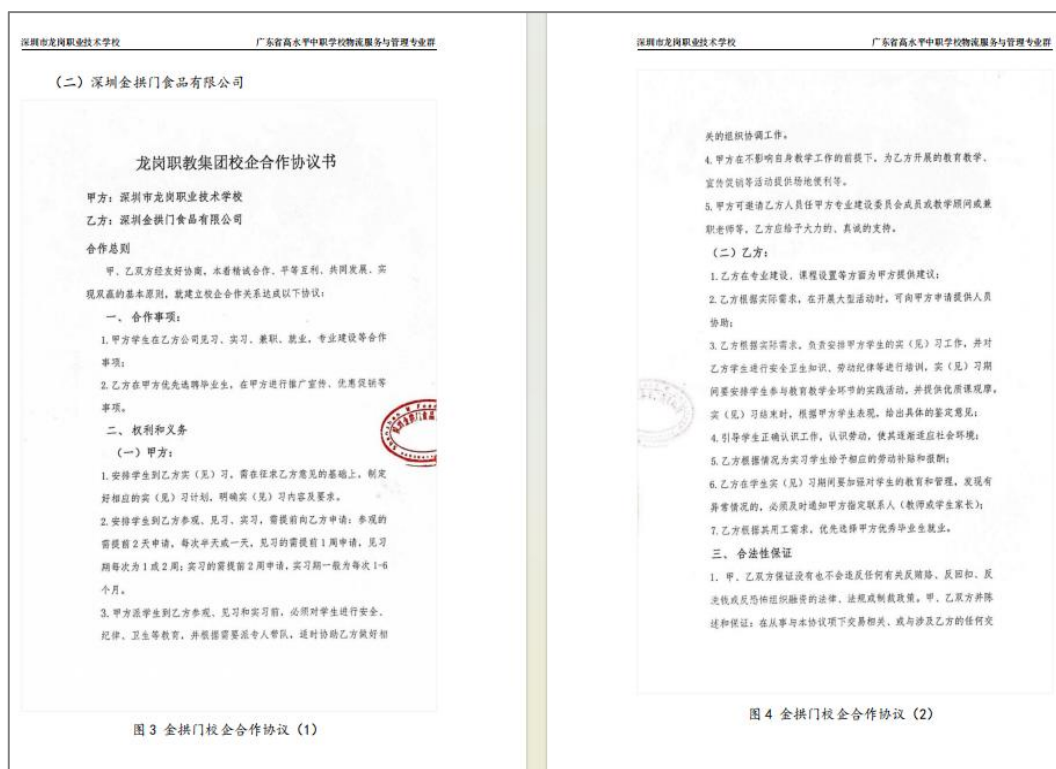 深圳市龙岗职业技术学校 广东省高水平中职学校物流服务与管理专业群
（二）深圳金拱门食品有限公司
龙岗职教集团校企合作协议书
甲方：深圳市龙岗职业技术学校
乙方：深圳金拱门食品有限公司
合作总则
甲、乙双方经友好协商，本着精诚合作、平等互利、共同发展、实
现双赢的基本原则，就建立校企合作关系达成以下协议：
一、合作事项：
1.甲方学生在乙方公司见习、实习、兼职、就业，专业建设等合作
事项；
2.乙方在甲方优先选聘毕业生，在甲方进行推广宣传、优惠促销等
事项。
二、权利和义务
（一）甲方：
1.安排学生到乙方实（见）习，需在征求乙方意见的基础上，制定
好相应的实（见）习计划，明确实（见）习内容及要求。
2.安排学生到乙方参观、见习、实习，需提前向乙方申请：参观的
需提前2天申请，每次半天或一天，见习的需提前1周申请，见习
期每次为1或2周；实习的需提前2周申请，实习期一般为每次1-6
个月。
3.甲方派学生到乙方参观、见习和实习前，必须对学生进行安全、
纪律、卫生等教育，并根据需要派专人带队，适时协助乙方做好相
图3 金拱门校企合作协议（1）
深圳市龙岗职业技术学校 广东省高水平中职学校物流服务与管理专业群
关的组织协调工作。
4.甲方在不影响自身教学工作的前提下，为乙方开展的教育教学、
宣传促销等活动提供场地便利等。
5.甲方可邀请乙方人员任甲方专业建设委员会成员或教学顾问或兼
职老师等，乙方应给予大力的、真诚的支持。
（二）乙方：
1.乙方在专业建设、课程设置等方面为甲方提供建议；
2.乙方根据实际需求，在开展大型活动时，可向甲方申请提供人员
协助；
3.乙方根据实际需求，负责安排甲方学生的实（见）习工作，并对
乙方学生进行安全卫生知识、劳动纪律等进行培训，实（见）习期
间要安排学生参与教育教学全环节的实践活动，并提供优质课观摩。
实（见）习结束时，根据甲方学生表现，给出具体的鉴定意见；
4.引导学生正确认识工作，认识劳动，使其逐渐适应社会环境；
5.乙方根据情况为实习学生给予相应的劳动补贴和报酬；
6.乙方在学生实（见）习期间要加强对学生的教育和管理，发现有
异常情况的，必须及时通知甲方指定联系人（教师或学生家长）；
7.乙方根据其用工需求，优先选择甲方优秀毕业生就业。
三、合法性保证
1. 甲、乙双方保证没有也不会违反任何有关反贿赂、反回扣、反
洗钱或反恐怖组织融资的法律、法规或制裁政策。甲、乙双方并陈
述和保证：在从事与本协议项下交易相关、或与涉及乙方的任何交
图4 金拱门校企合作协议（2）